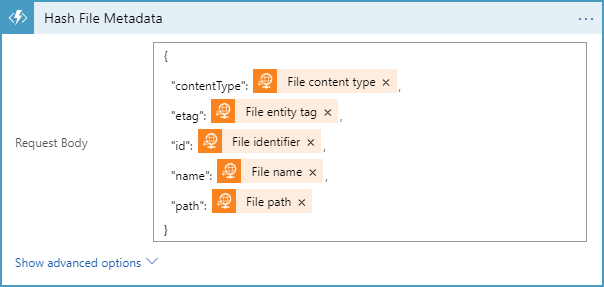 Hash File Metadata ...
{
"contentType": File content type × ,
"etag": File entity tag × ,
Request Body "id": File identifier × ,
"name": File name × ,
"path": File path ×
}
Show advanced options